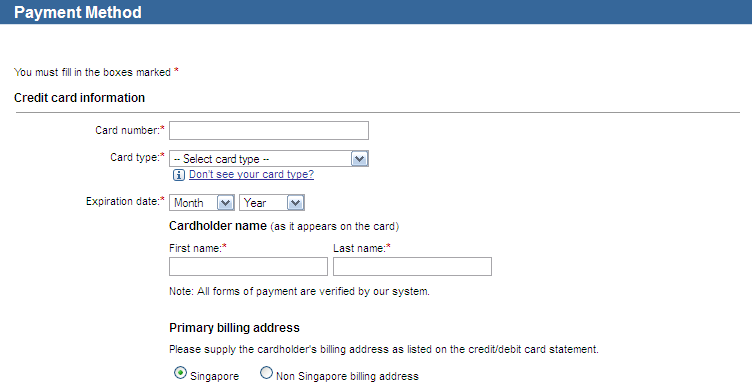 Payment Method
You must fill in the boxes marked *
Credit card information
Card number:*
Card type:* -- Select card type --
Don't see your card type?
Expiration date:* Month Year
Cardholder name (as it appears on the card)
First name:* Last name:*
Note: All forms of payment are verified by our system.
Primary billing address
Please supply the cardholder's billing address as listed on the credit/debit card statement.
Singapore Non Singapore billing address